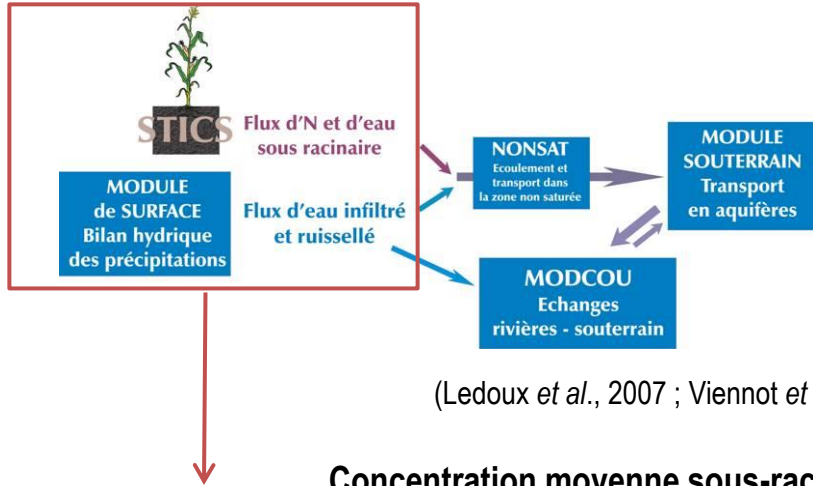 STICS
Flux d'N et d'eau
sous racinaire
MODULE
de SURFACE
Bilan hydrique
des précipitations
Flux d'eau infiltré
et ruissellé
NONSAT
Ecoulement et
transport dans
la zone non saturée
MODULE
SOUTERRAIN
Transport
en aquifères
MODCOU
Echanges
rivières - souterrain
(Ledoux et al., 2007 ; Viennot et
Concentration moyenne sous-rac